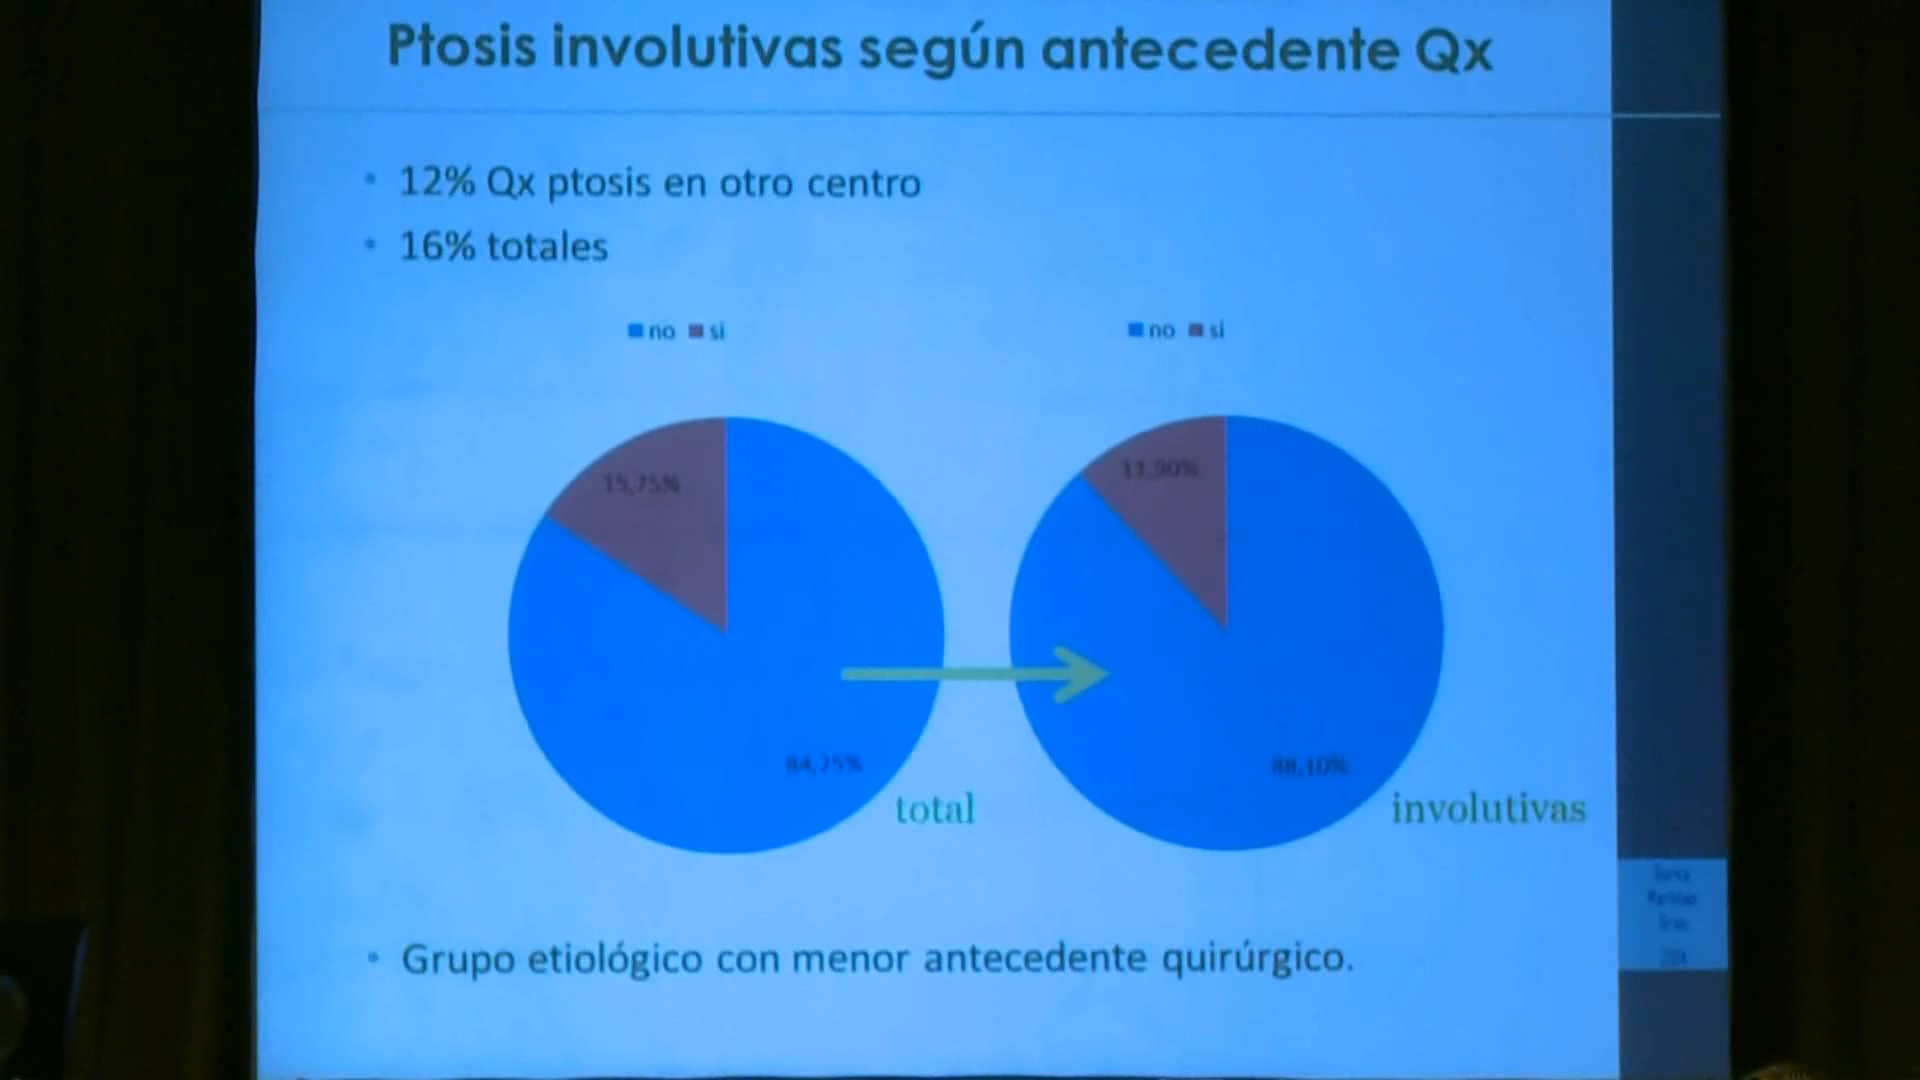 Ptosis involutivas según antecedente Qx
• 12% Qx ptosis en otro centro
• 16% totales
no si
no si
15,75%
11,90%
84,25%
88,10%
total
involutivas
• Grupo etiológico con menor antecedente quirúrgico.